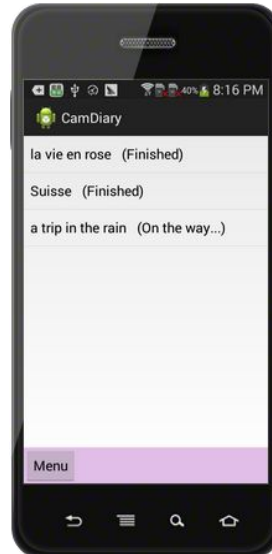 40% 8:16 PM
CamDiary
la vie en rose (Finished)
Suisse (Finished)
a trip in the rain (On the way...)
Menu